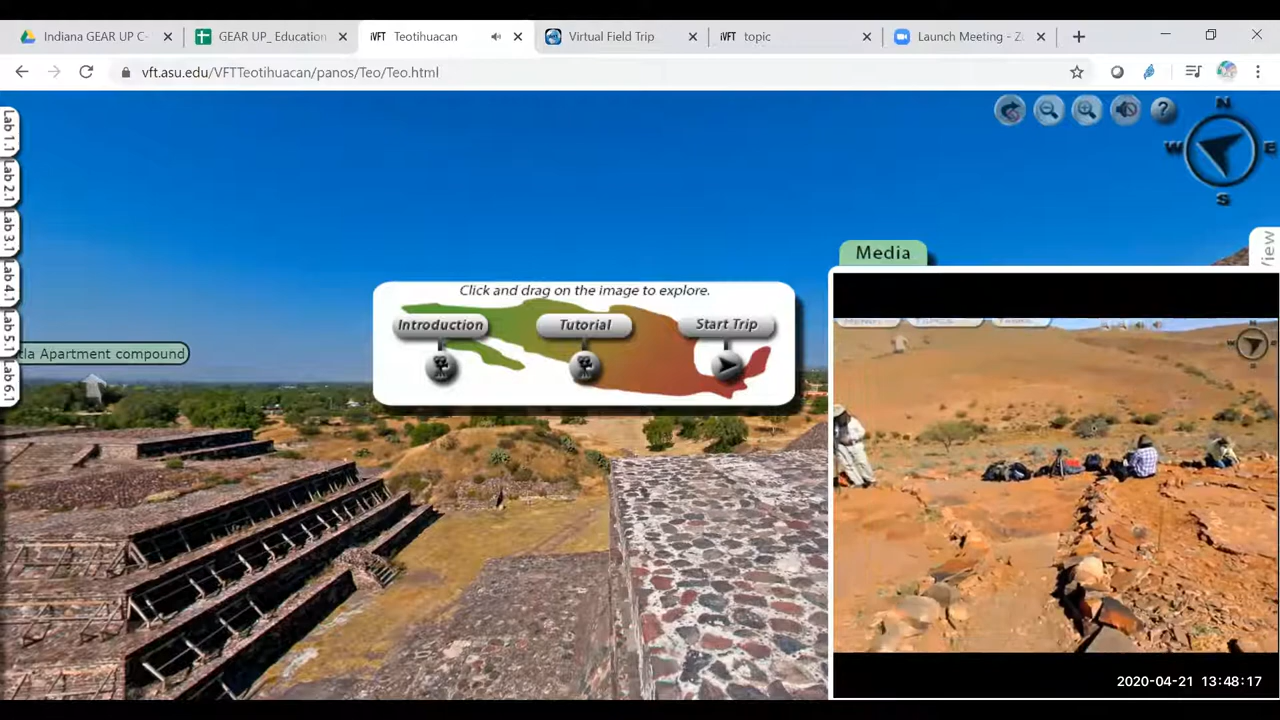 Indiana GEAR UP C-
GEAR UP_ Education
iVFT Teotihuacan
Virtual Field Trip
iVFT topic
Launch Meeting - Z
vft.asu.edu/VFTTeotihuacan/panos/Teo/Teo.html
N
W E
S
?
Lab 1.1
Lab 2.1
Lab 3.1
Lab 4.1
Lab 5.1
Lab 6.1
tla Apartment compound
Click and drag on the image to explore.
Introduction
Tutorial
Start Trip
Media
View
2020-04-21 13:48:17